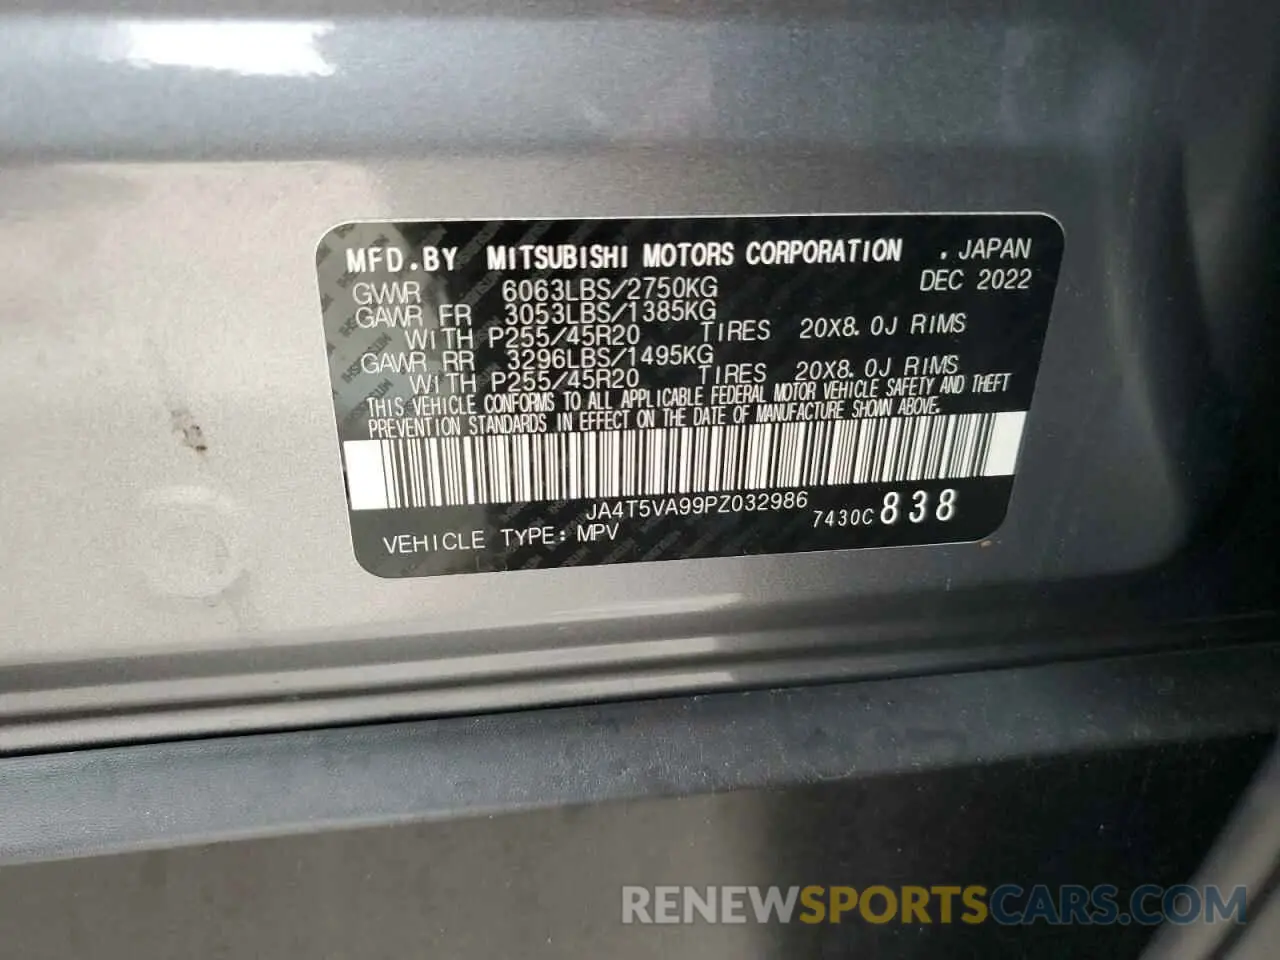 MFD.BY MITSUBISHI MOTORS CORPORATION . JAPAN
GVWR 6063LBS/2750KG DEC 2022
GAWR FR 3053LBS/1385KG
WITH P255/45R20 TIRES 20X8.0J RIMS
GAWR RR 3296LBS/1495KG
WITH P255/45R20 TIRES 20X8.0J RIMS
THIS VEHICLE CONFORMS TO ALL APPLICABLE FEDERAL MOTOR VEHICLE SAFETY AND THEFT
PREVENTION STANDARDS IN EFFECT ON THE DATE OF MANUFACTURE SHOWN ABOVE.
JA4T5VA99PZ032986 7430C 838
VEHICLE TYPE: MPV
RENEWSPORTSCARS.COM